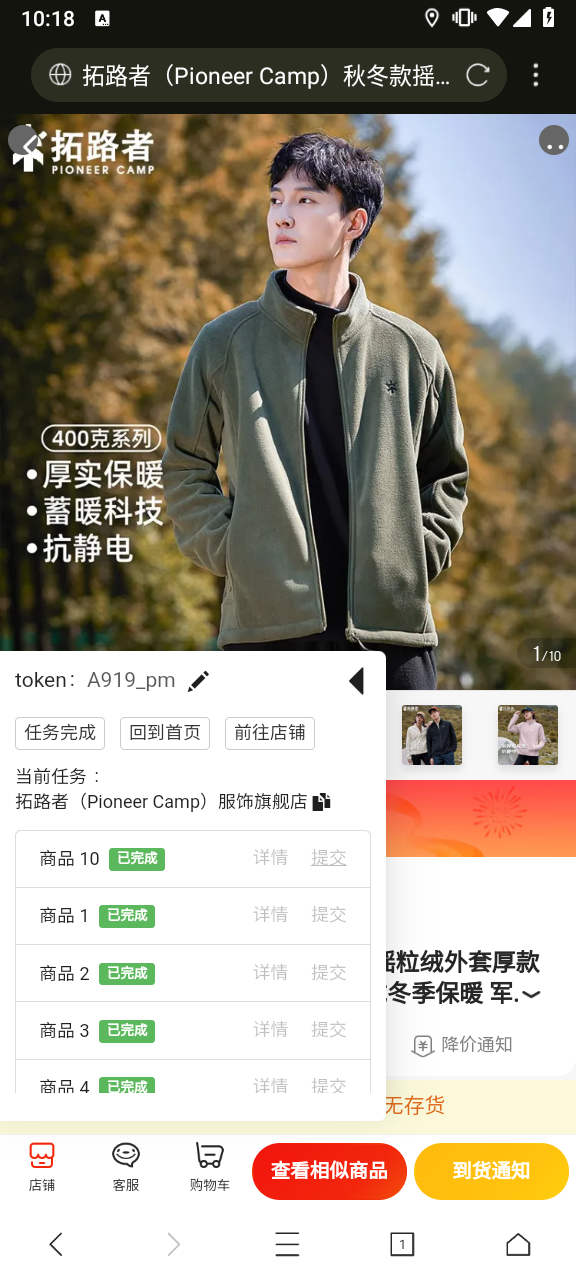 10:18
A
拓路者（Pioneer Camp）秋冬款摇...
拓路者
PIONEER CAMP
400克系列
•厚实保暖
•蓄暖科技
•抗静电
1/10
token： A919_pm
任务完成 回到首页 前往店铺
当前任务：
拓路者（Pioneer Camp）服饰旗舰店
商品 10 已完成 详情 提交
商品 1 已完成 详情 提交
商品 2 已完成 详情 提交
商品 3 已完成 详情 提交
商品 4 已完成 详情 提交
摇粒绒外套厚款
冬季保暖 军.
降价通知
无存货
店铺 客服 购物车 查看相似商品 到货通知
1